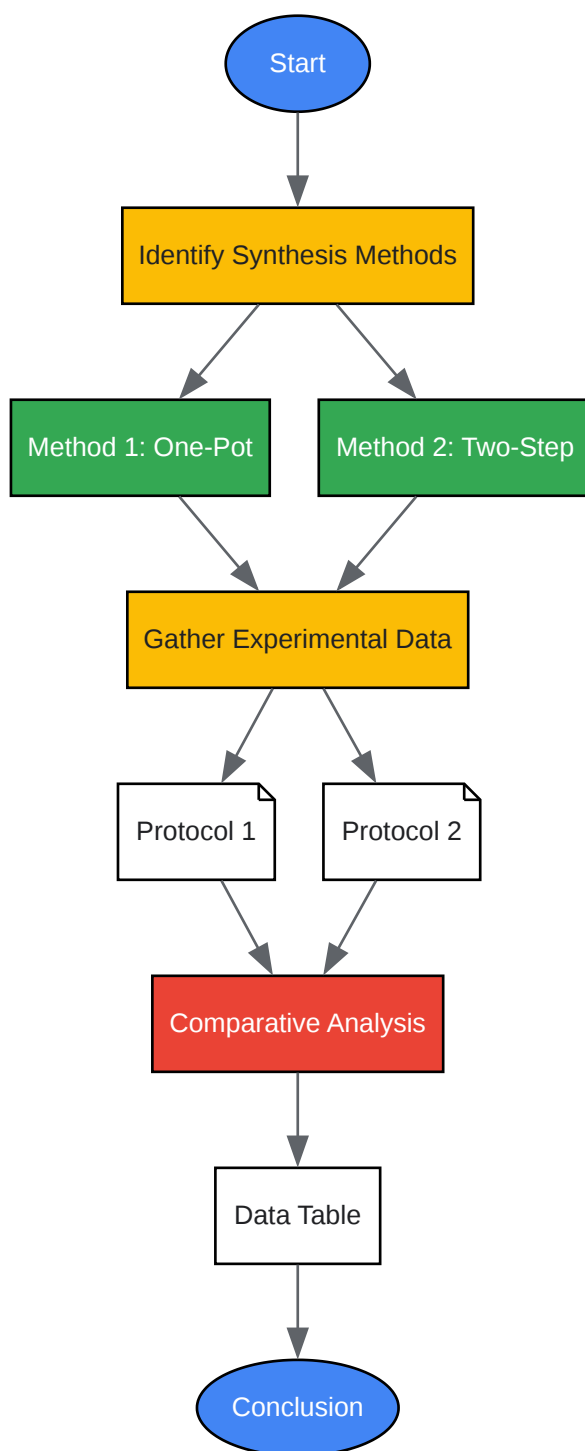 Start
Identify Synthesis Methods
Method 1: One-Pot
Method 2: Two-Step
Gather Experimental Data
Protocol 1
Protocol 2
Comparative Analysis
Data Table
Conclusion